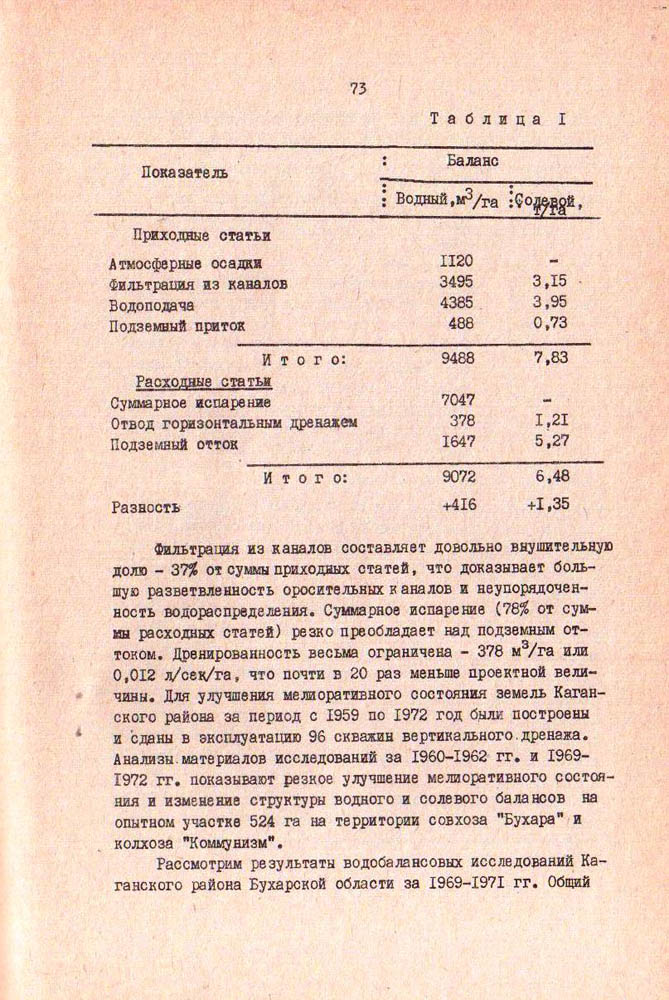 73
Т а б л и ц а I
Показатель : Баланс
: Водный,м³/га : Солевой, т/га
Приходные статьи
Атмосферные осадки 1120 –
Фильтрация из каналов 3495 3,15
Водоподача 4385 3,95
Подземный приток 488 0,73
И т о г о: 9488 7,83
Расходные статьи
Суммарное испарение 7047 –
Отвод горизонтальным дренажем 378 1,21
Подземный отток 1647 5,27
И т о г о: 9072 6,48
Разность +416 +1,35
Фильтрация из каналов составляет довольно внушительную
долю – 37% от суммы приходных статей, что доказывает боль-
шую разветвленность оросительных каналов и неупорядочен-
ность водораспределения. Суммарное испарение (78% от сум-
мы расходных статей) резко преобладает над подземным от-
током. Дренированность весьма ограничена – 378 м³/га или
0,012 л/сек/га, что почти в 20 раз меньше проектной вели-
чины. Для улучшения мелиоративного состояния земель Каган-
ского района за период с 1959 по 1972 год были построены
и сданы в эксплуатацию 96 скважин вертикального дренажа.
Анализы материалов исследований за 1960–1962 гг. и 1969–
1972 гг. показывают резкое улучшение мелиоративного состоя-
ния и изменение структуры водного и солевого балансов на
опытном участке 524 га на территории совхоза "Бухара" и
колхоза "Коммунизм".
Рассмотрим результаты водобалансовых исследований Ка-
ганского района Бухарской области за 1969–1971 гг. Общий